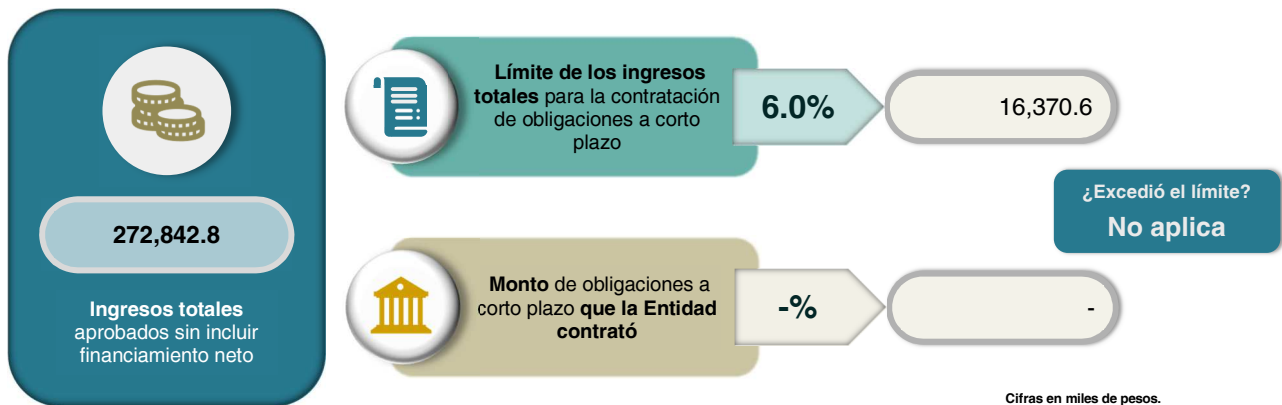 272,842.8
Ingresos totales
aprobados sin incluir
financiamiento neto
Límite de los ingresos
totales para la contratación
de obligaciones a corto
plazo
6.0%
16,370.6
Monto de obligaciones a
corto plazo que la Entidad
contrató
-%
-
¿Excedió el límite?
No aplica
Cifras en miles de pesos.